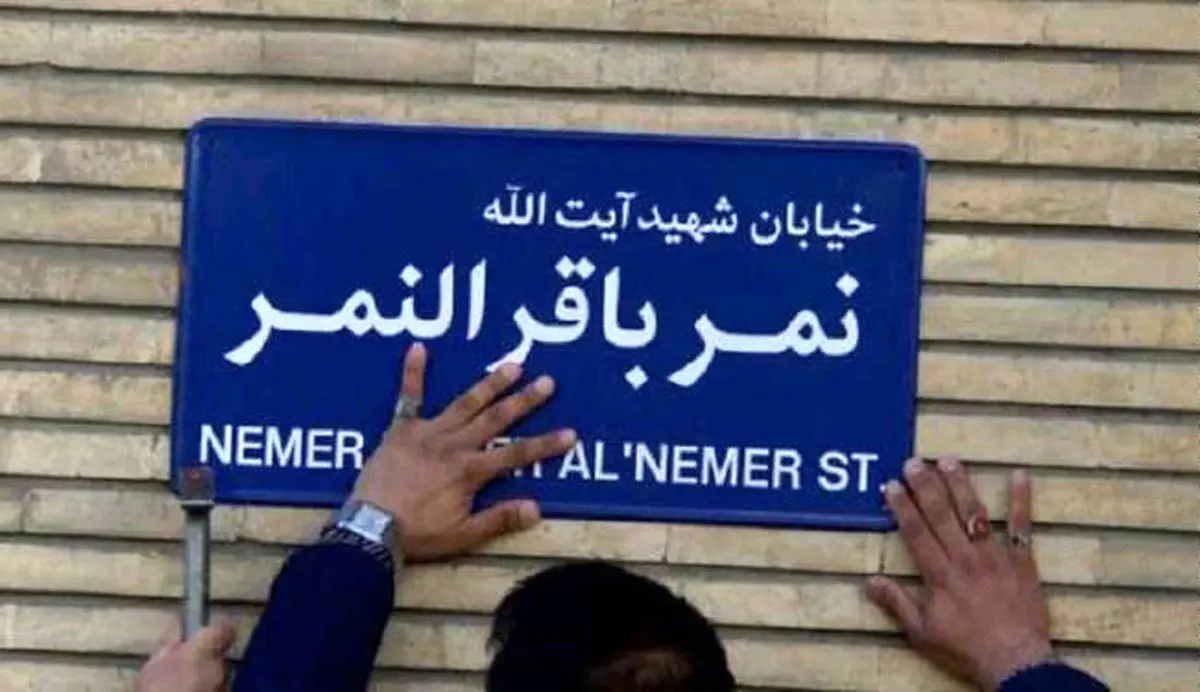 خیابان شهید آیت الله
نمر باقر النمر
NEMER AL'NEMER ST.